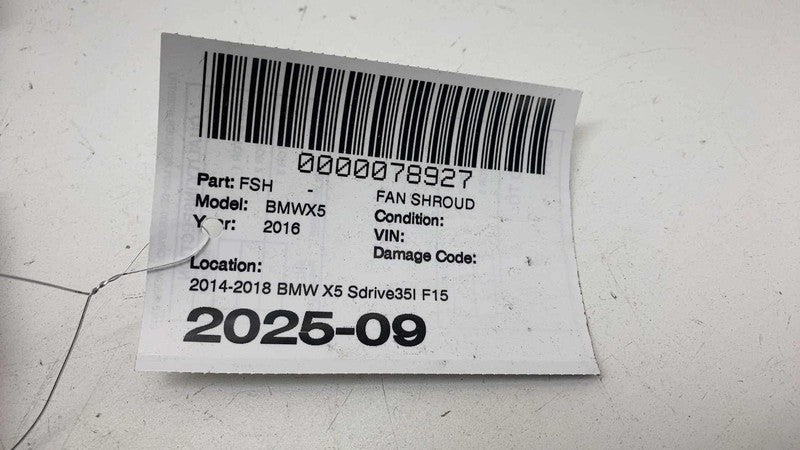 0000078927
Part: FSH - FAN SHROUD
Model: BMWX5 Condition:
Year: 2016 VIN:
Damage Code:
Location:
2014-2018 BMW X5 Sdrive35I F15
2025-09